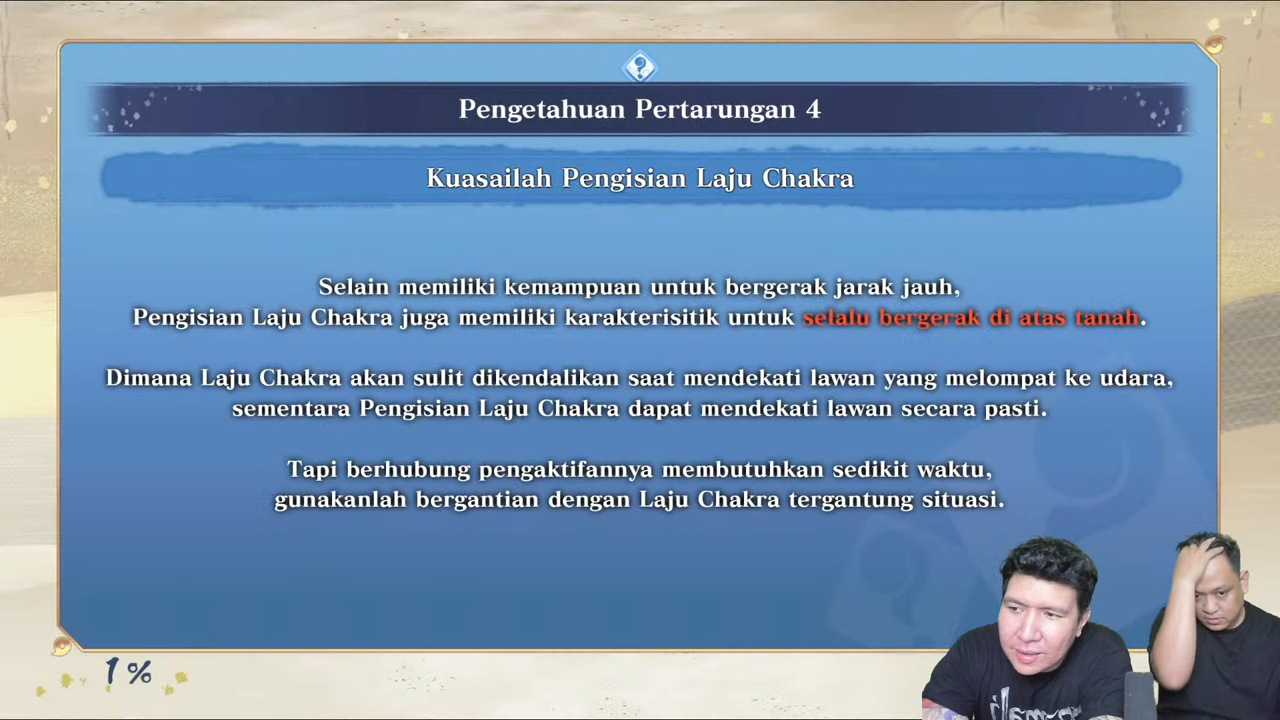 Pengetahuan Pertarungan 4
Kuasailah Pengisian Laju Chakra
Selain memiliki kemampuan untuk bergerak jarak jauh,
Pengisian Laju Chakra juga memiliki karakterisitik untuk selalu bergerak di atas tanah.
Dimana Laju Chakra akan sulit dikendalikan saat mendekati lawan yang melompat ke udara,
sementara Pengisian Laju Chakra dapat mendekati lawan secara pasti.
Tapi berhubung pengaktifannya membutuhkan sedikit waktu,
gunakanlah bergantian dengan Laju Chakra tergantung situasi.
1%